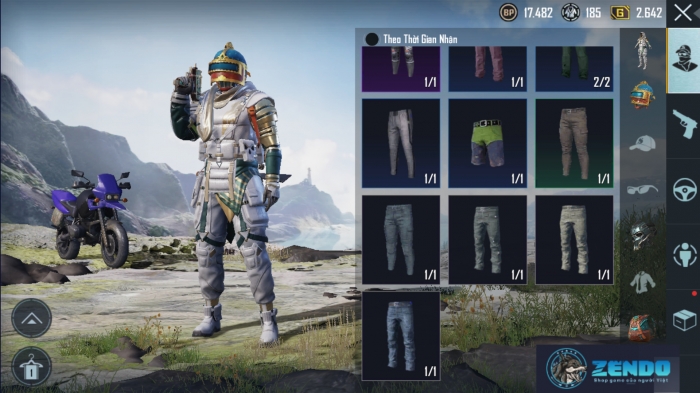 BP 17.482 185 G 2.642
Theo Thời Gian Nhận
1/1 1/1 2/2
1/1 1/1 1/1
1/1 1/1 1/1
1/1
ZENDO
Shop game của người Việt